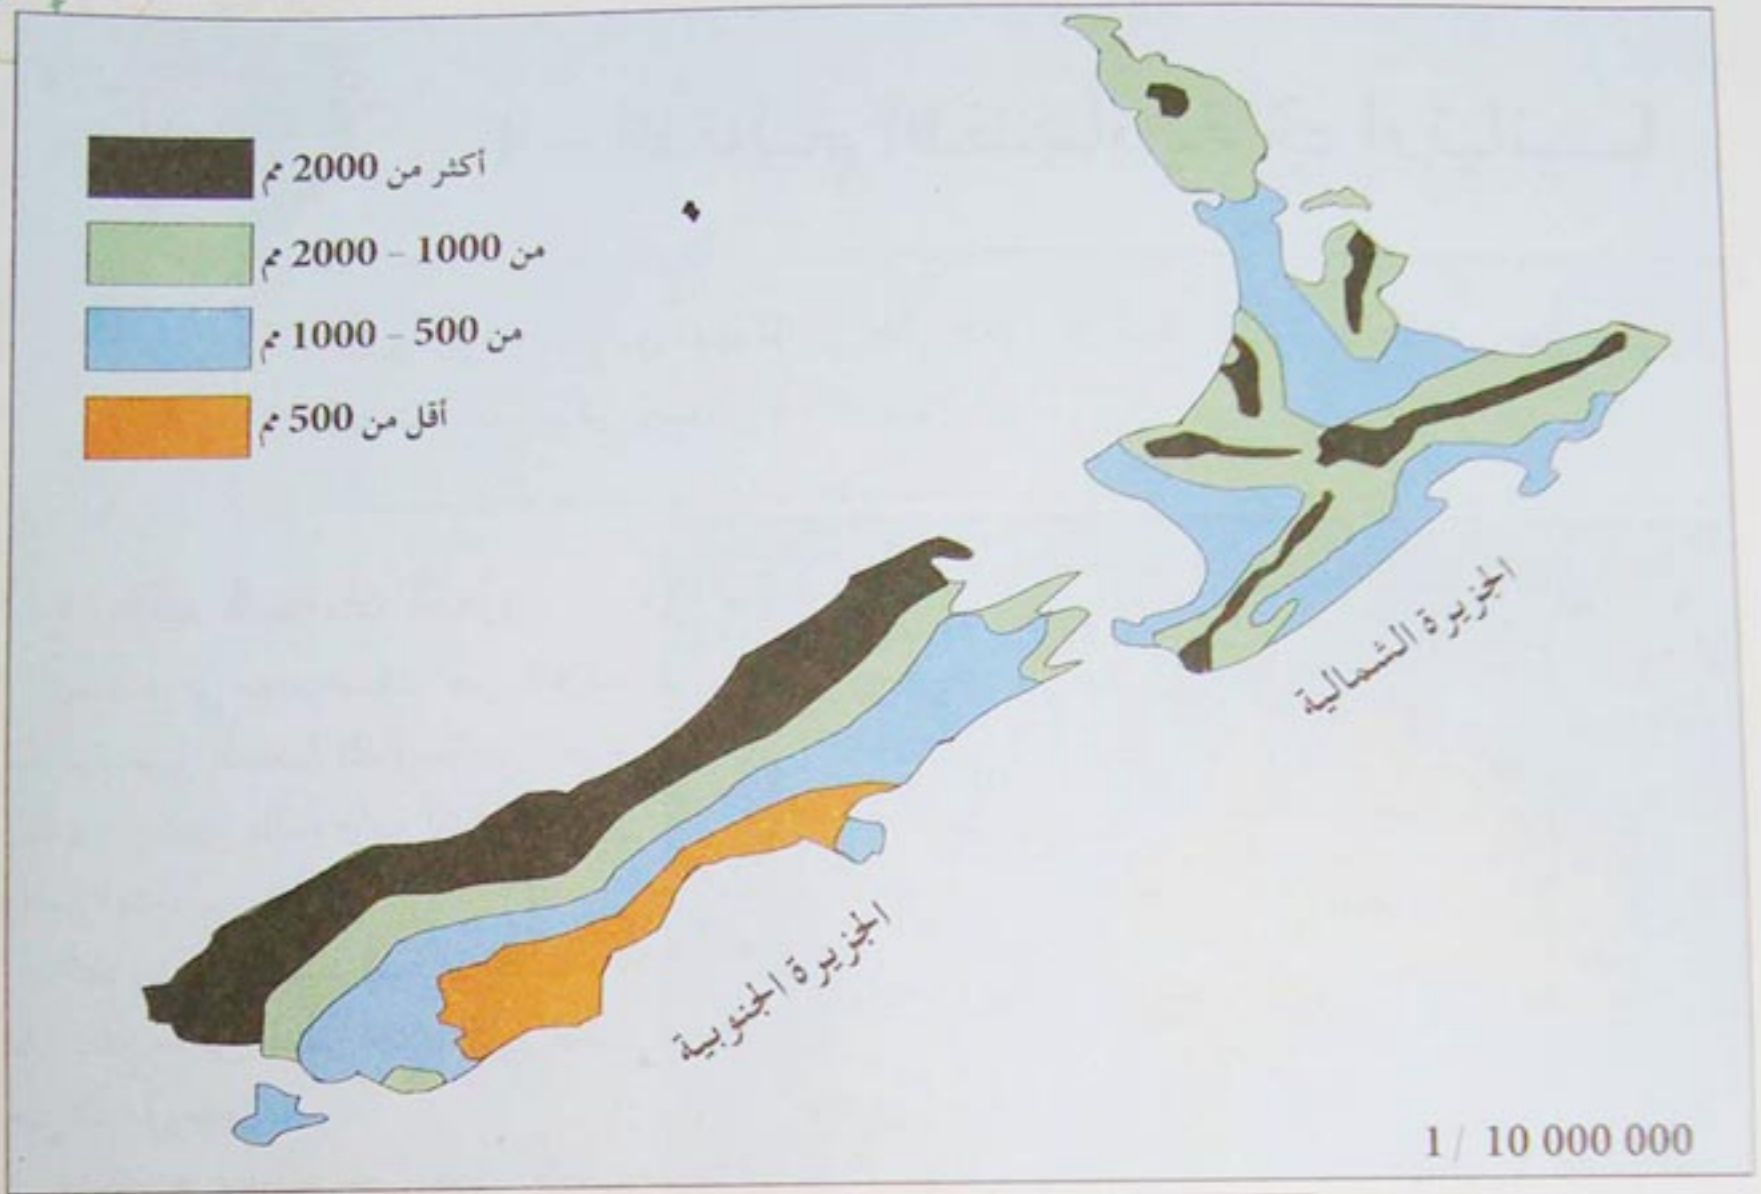 أكثر من 2000 مم
من 1000 – 2000 مم
من 500 – 1000 مم
أقل من 500 مم
الجزيرة الشمالية
الجزيرة الجنوبية
1 / 10 000 000